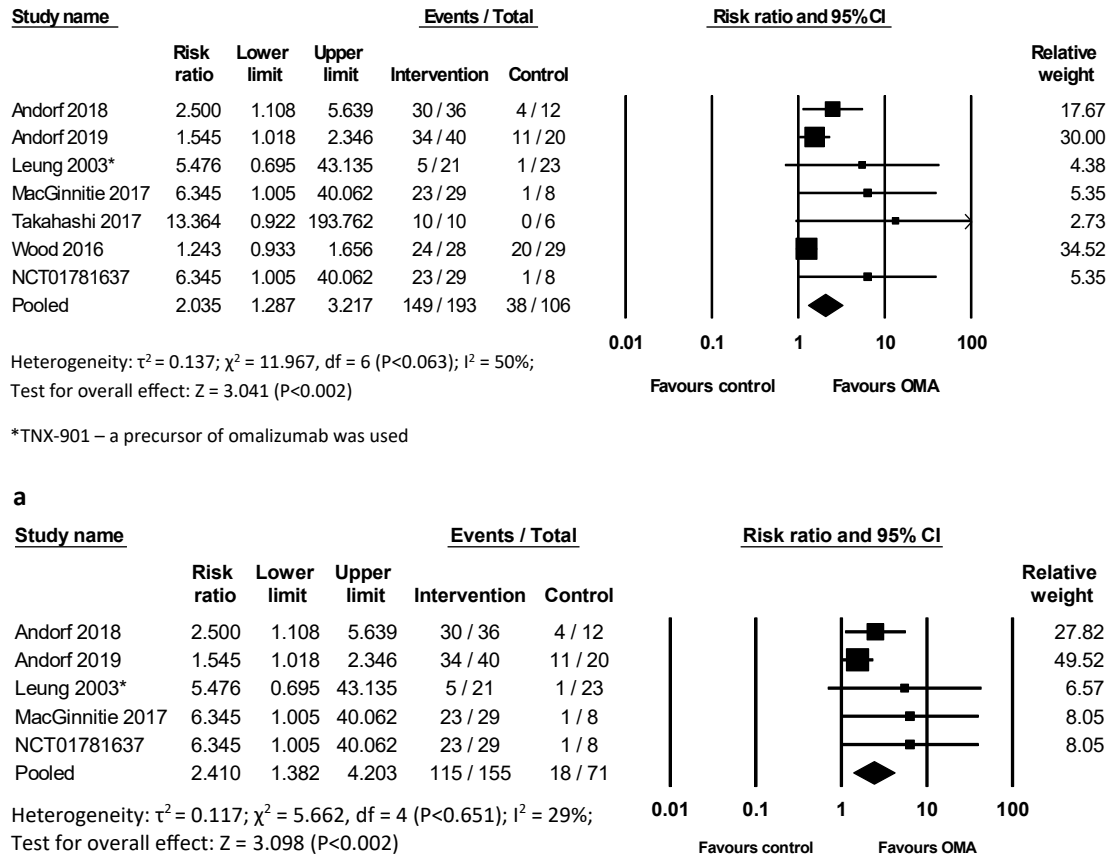 Study name Events / Total Risk ratio and 95%CI
Risk ratio Lower limit Upper limit Intervention Control Relative weight
Andorf 2018 2.500 1.108 5.639 30 / 36 4 / 12 17.67
Andorf 2019 1.545 1.018 2.346 34 / 40 11 / 20 30.00
Leung 2003* 5.476 0.695 43.135 5 / 21 1 / 23 4.38
MacGinnitie 2017 6.345 1.005 40.062 23 / 29 1 / 8 5.35
Takahashi 2017 13.364 0.922 193.762 10 / 10 0 / 6 2.73
Wood 2016 1.243 0.933 1.656 24 / 28 20 / 29 34.52
NCT01781637 6.345 1.005 40.062 23 / 29 1 / 8 5.35
Pooled 2.035 1.287 3.217 149 / 193 38 / 106
0.01 0.1 1 10 100
Heterogeneity: τ² = 0.137; χ² = 11.967, df = 6 (P<0.063); I² = 50%;
Favours control Favours OMA
Test for overall effect: Z = 3.041 (P<0.002)
*TNX-901 – a precursor of omalizumab was used
a
Study name Events / Total Risk ratio and 95% CI
Risk ratio Lower limit Upper limit Intervention Control Relative weight
Andorf 2018 2.500 1.108 5.639 30 / 36 4 / 12 27.82
Andorf 2019 1.545 1.018 2.346 34 / 40 11 / 20 49.52
Leung 2003* 5.476 0.695 43.135 5 / 21 1 / 23 6.57
MacGinnitie 2017 6.345 1.005 40.062 23 / 29 1 / 8 8.05
NCT01781637 6.345 1.005 40.062 23 / 29 1 / 8 8.05
Pooled 2.410 1.382 4.203 115 / 155 18 / 71
Heterogeneity: τ² = 0.117; χ² = 5.662, df = 4 (P<0.651); I² = 29%;
0.01 0.1 1 10 100
Test for overall effect: Z = 3.098 (P<0.002)
Favours control Favours OMA